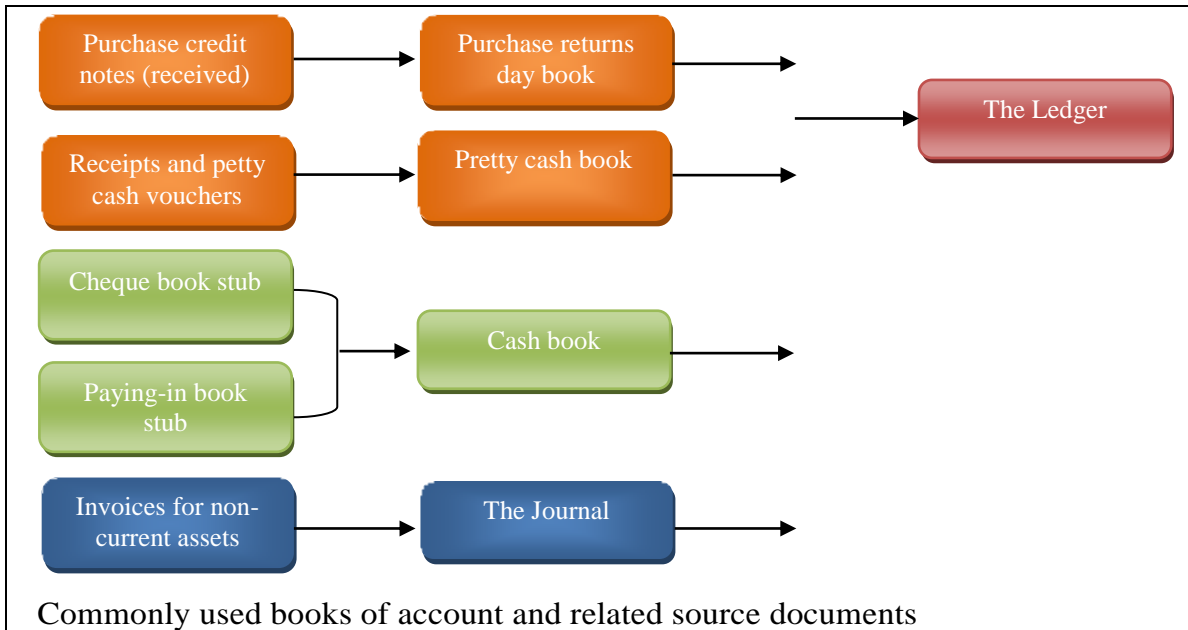 Purchase credit
notes (received)
Purchase returns
day book
The Ledger
Receipts and petty
cash vouchers
Pretty cash book
Cheque book stub
Cash book
Paying-in book
stub
Invoices for non-
current assets
The Journal
Commonly used books of account and related source documents